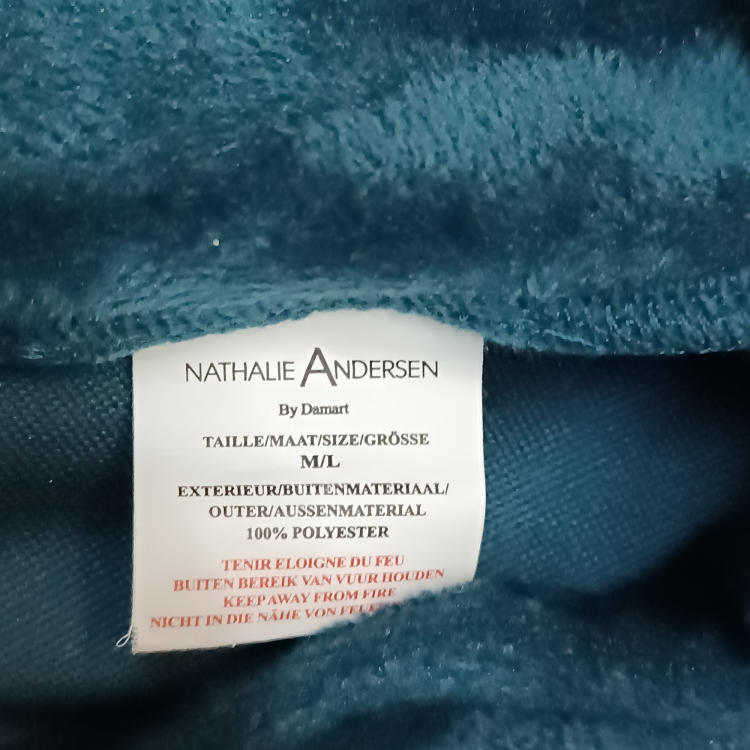 NATHALIE ANDERSEN
By Damart
TAILLE/MAAT/SIZE/GRÖSSE
M/L
EXTERIEUR/BUITENMATERIAAL/
OUTER/AUSSENMATERIAL
100% POLYESTER
TENIR ELOIGNE DU FEU
BUITEN BEREIK VAN VUUR HOUDEN
KEEP AWAY FROM FIRE
NICHT IN DIE NÄHE VON